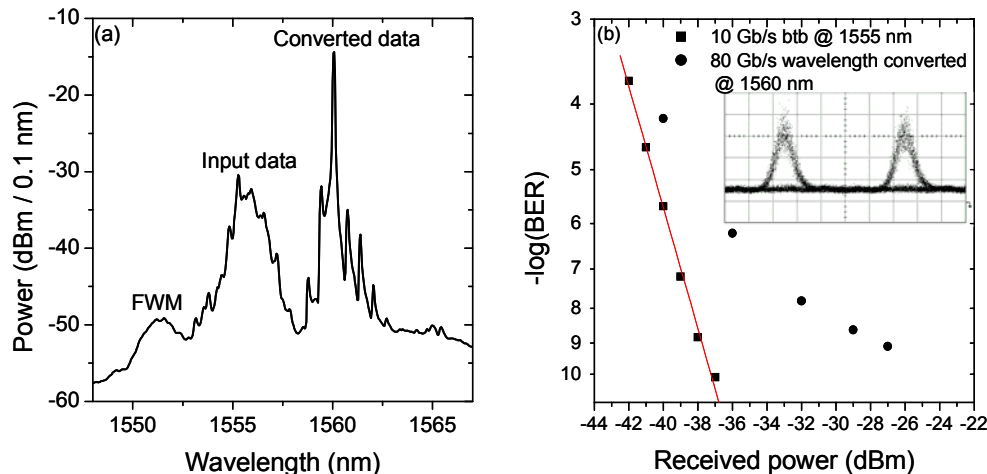 (a)
Converted data
Input data
FWM
-10
-20
-30
-40
-50
-60
Power (dBm / 0.1 nm)
1550 1555 1560 1565
Wavelength (nm)
(b)
10 Gb/s btb @ 1555 nm
80 Gb/s wavelength converted
@ 1560 nm
3
4
5
6
7
8
9
10
-log(BER)
-44 -42 -40 -38 -36 -34 -32 -30 -28 -26 -24 -22
Received power (dBm)